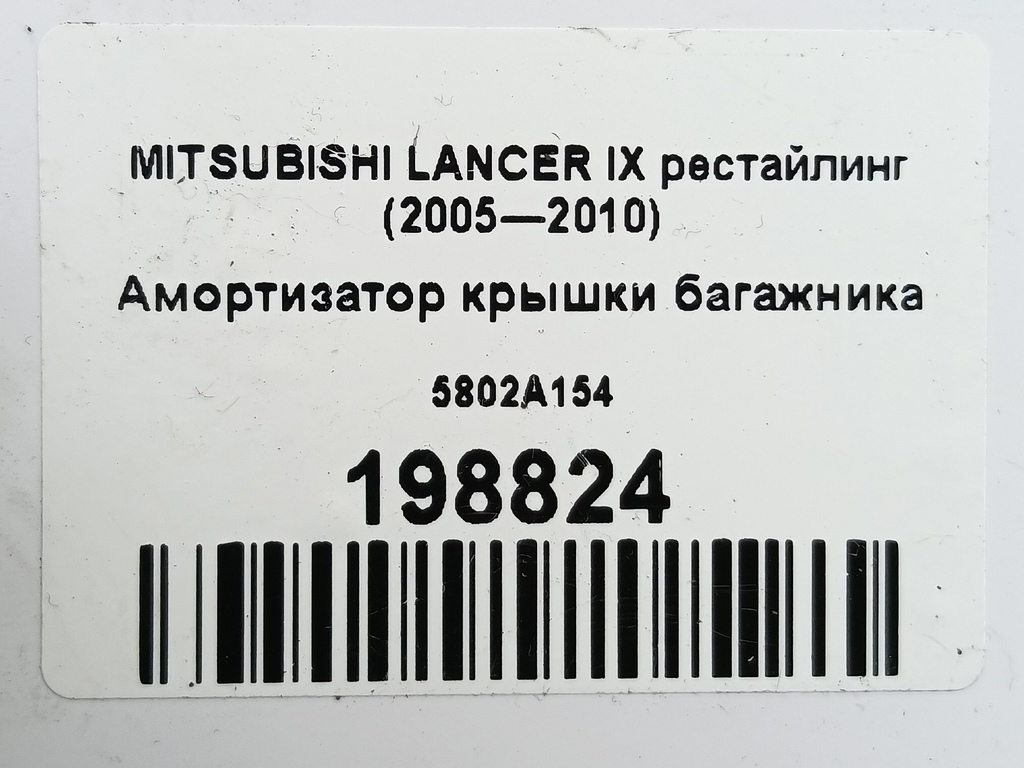 MITSUBISHI LANCER IX рестайлинг
(2005—2010)
Амортизатор крышки багажника
5802A154
198824